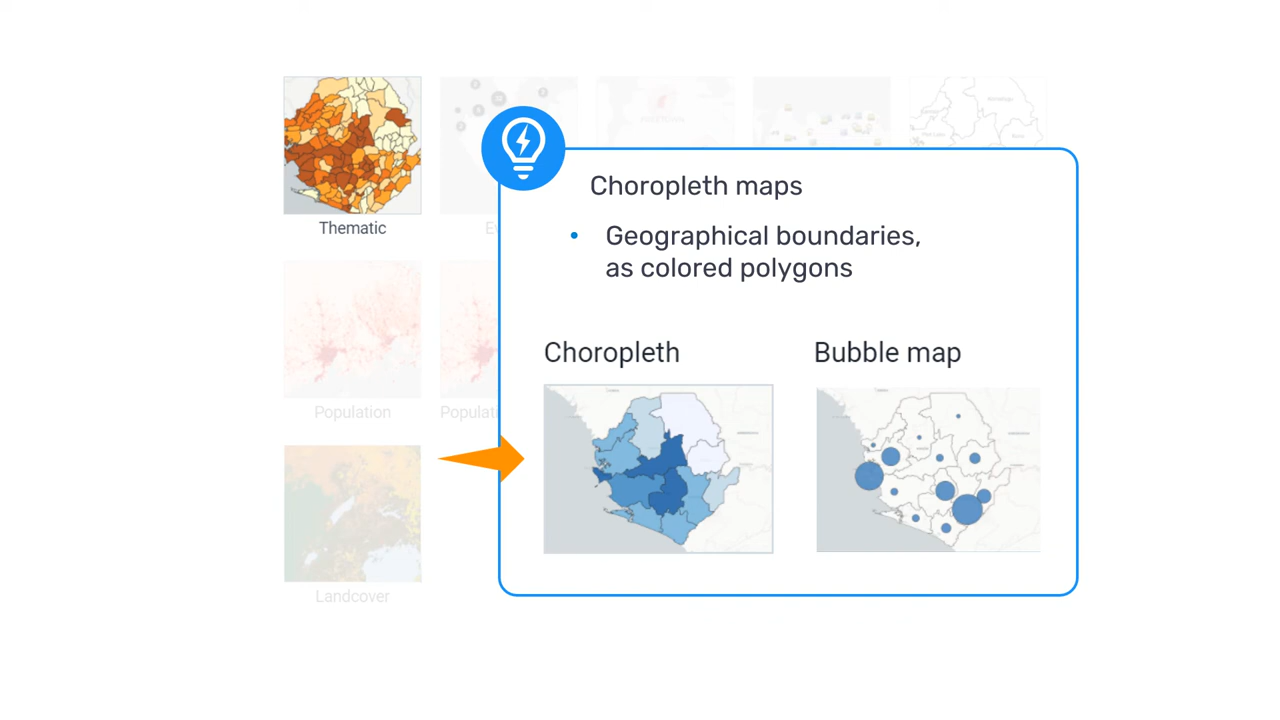 Thematic
Population
Landcover
Choropleth maps
• Geographical boundaries,
as colored polygons
Choropleth
Bubble map